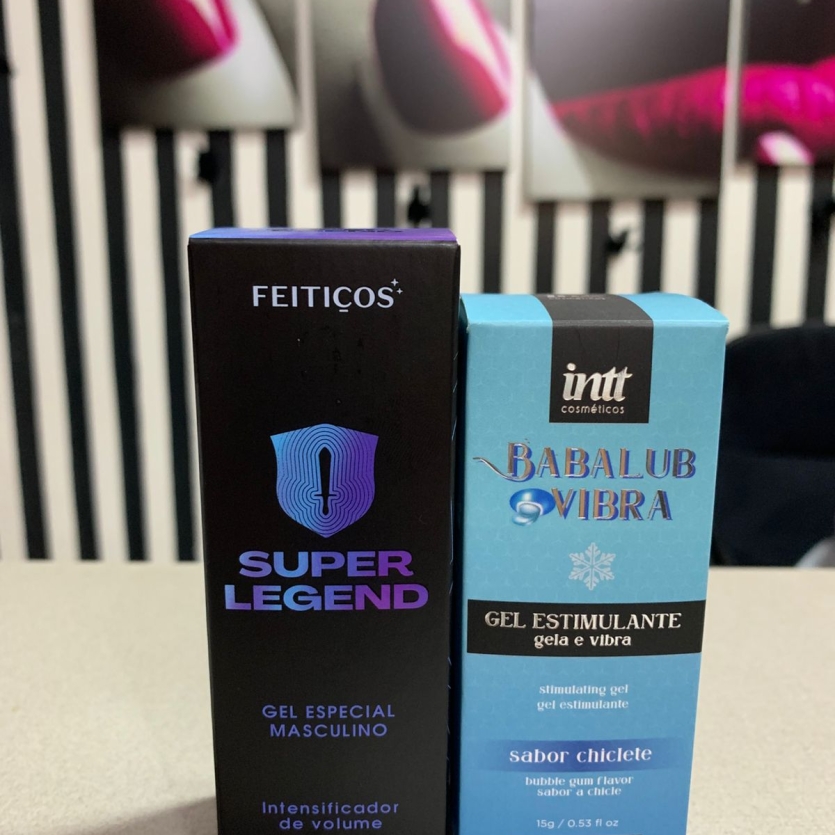 FEITIÇOS
SUPER
LEGEND
GEL ESPECIAL
MASCULINO
Intensificador
de volume
intt
cosméticos
BABALUB
VIBRA
GEL ESTIMULANTE
gela e vibra
stimulating gel
gel estimulante
sabor chiclete
bubble gum flavor
sabor a chicle
15g / 0.53 fl oz